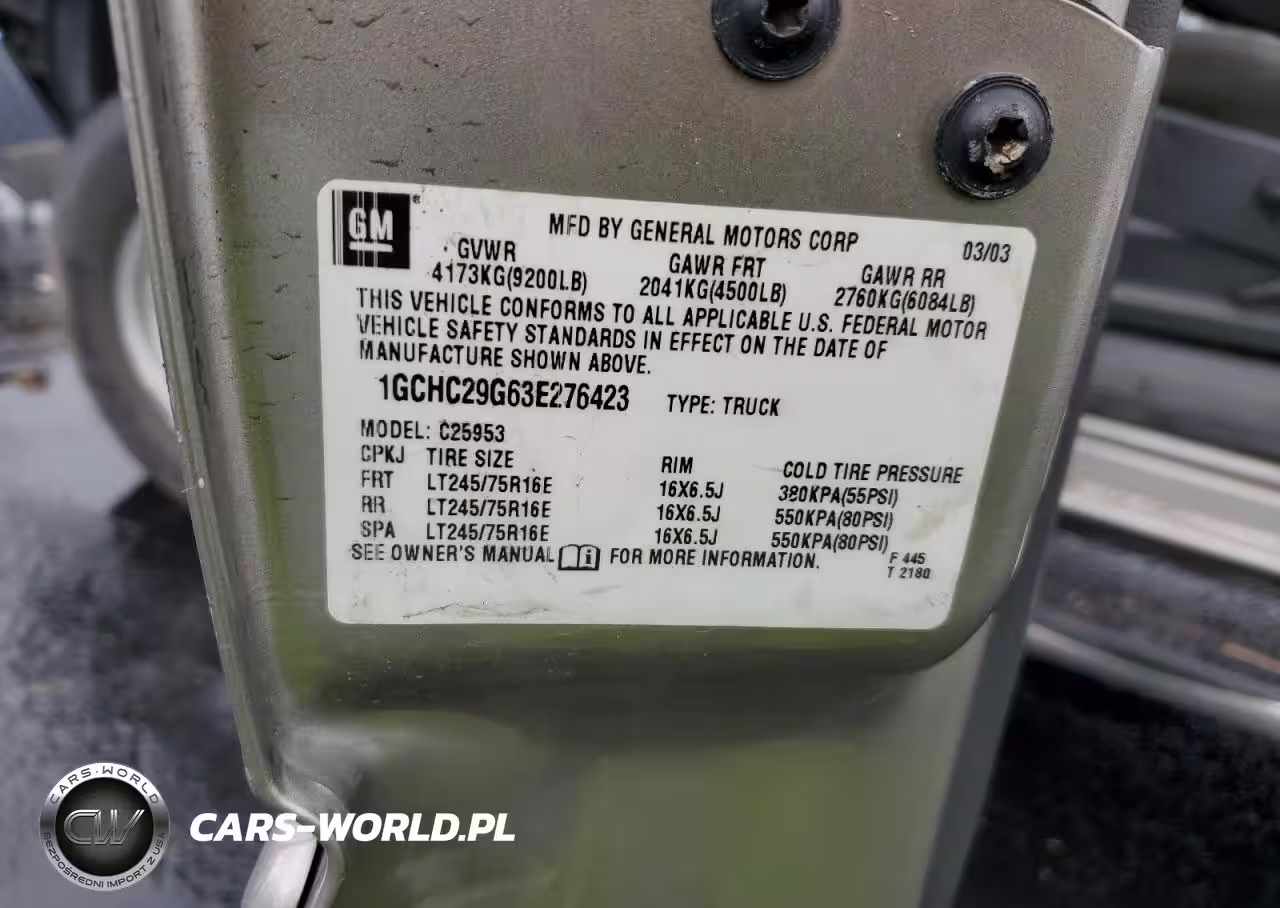 GM
MFD BY GENERAL MOTORS CORP 03/03
GVWR GAWR FRT GAWR RR
4173KG(9200LB) 2041KG(4500LB) 2760KG(6084LB)
THIS VEHICLE CONFORMS TO ALL APPLICABLE U.S. FEDERAL MOTOR
VEHICLE SAFETY STANDARDS IN EFFECT ON THE DATE OF
MANUFACTURE SHOWN ABOVE.
1GCHC29G63E276423 TYPE: TRUCK
MODEL: C25953
CPKJ TIRE SIZE RIM COLD TIRE PRESSURE
FRT LT245/75R16E 16X6.5J 380KPA(55PSI)
RR LT245/75R16E 16X6.5J 550KPA(80PSI)
SPA LT245/75R16E 16X6.5J 550KPA(80PSI)
SEE OWNER'S MANUAL FOR MORE INFORMATION.
F 445
T 2180
CARS-WORLD
CW
BEZPOŚREDNI IMPORT Z USA
CARS-WORLD.PL